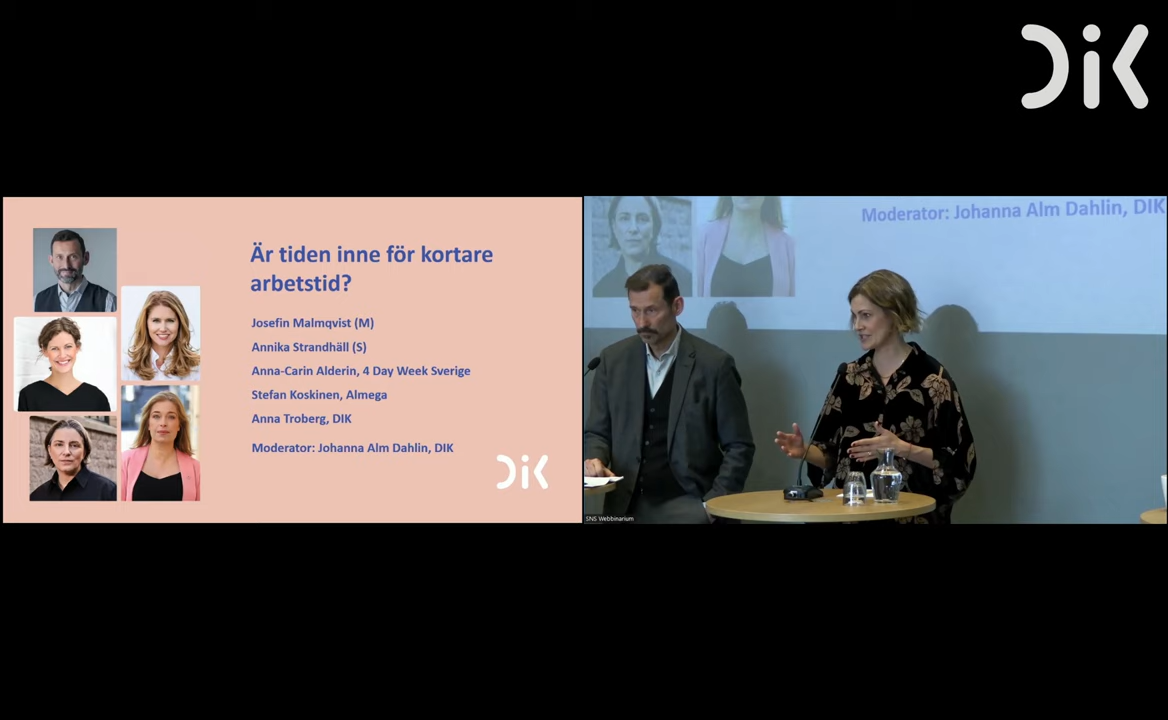 DiK
Är tiden inne för kortare
arbetstid?
Josefin Malmqvist (M)
Annika Strandhäll (S)
Anna-Carin Alderin, 4 Day Week Sverige
Stefan Koskinen, Almega
Anna Troberg, DIK
Moderator: Johanna Alm Dahlin, DIK
DiK
Moderator: Johanna Alm Dahlin, DIK
SNS Webbinarium